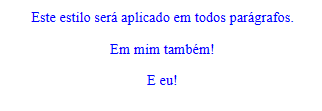 Este estilo será aplicado em todos parágrafos.
Em mim também!
E eu!